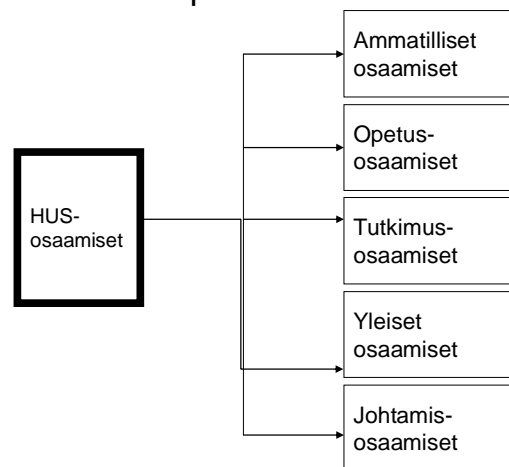 HUS-
osaamiset
Ammatilliset
osaamiset
Opetus-
osaamiset
Tutkimus-
osaamiset
Yleiset
osaamiset
Johtamis-
osaamiset